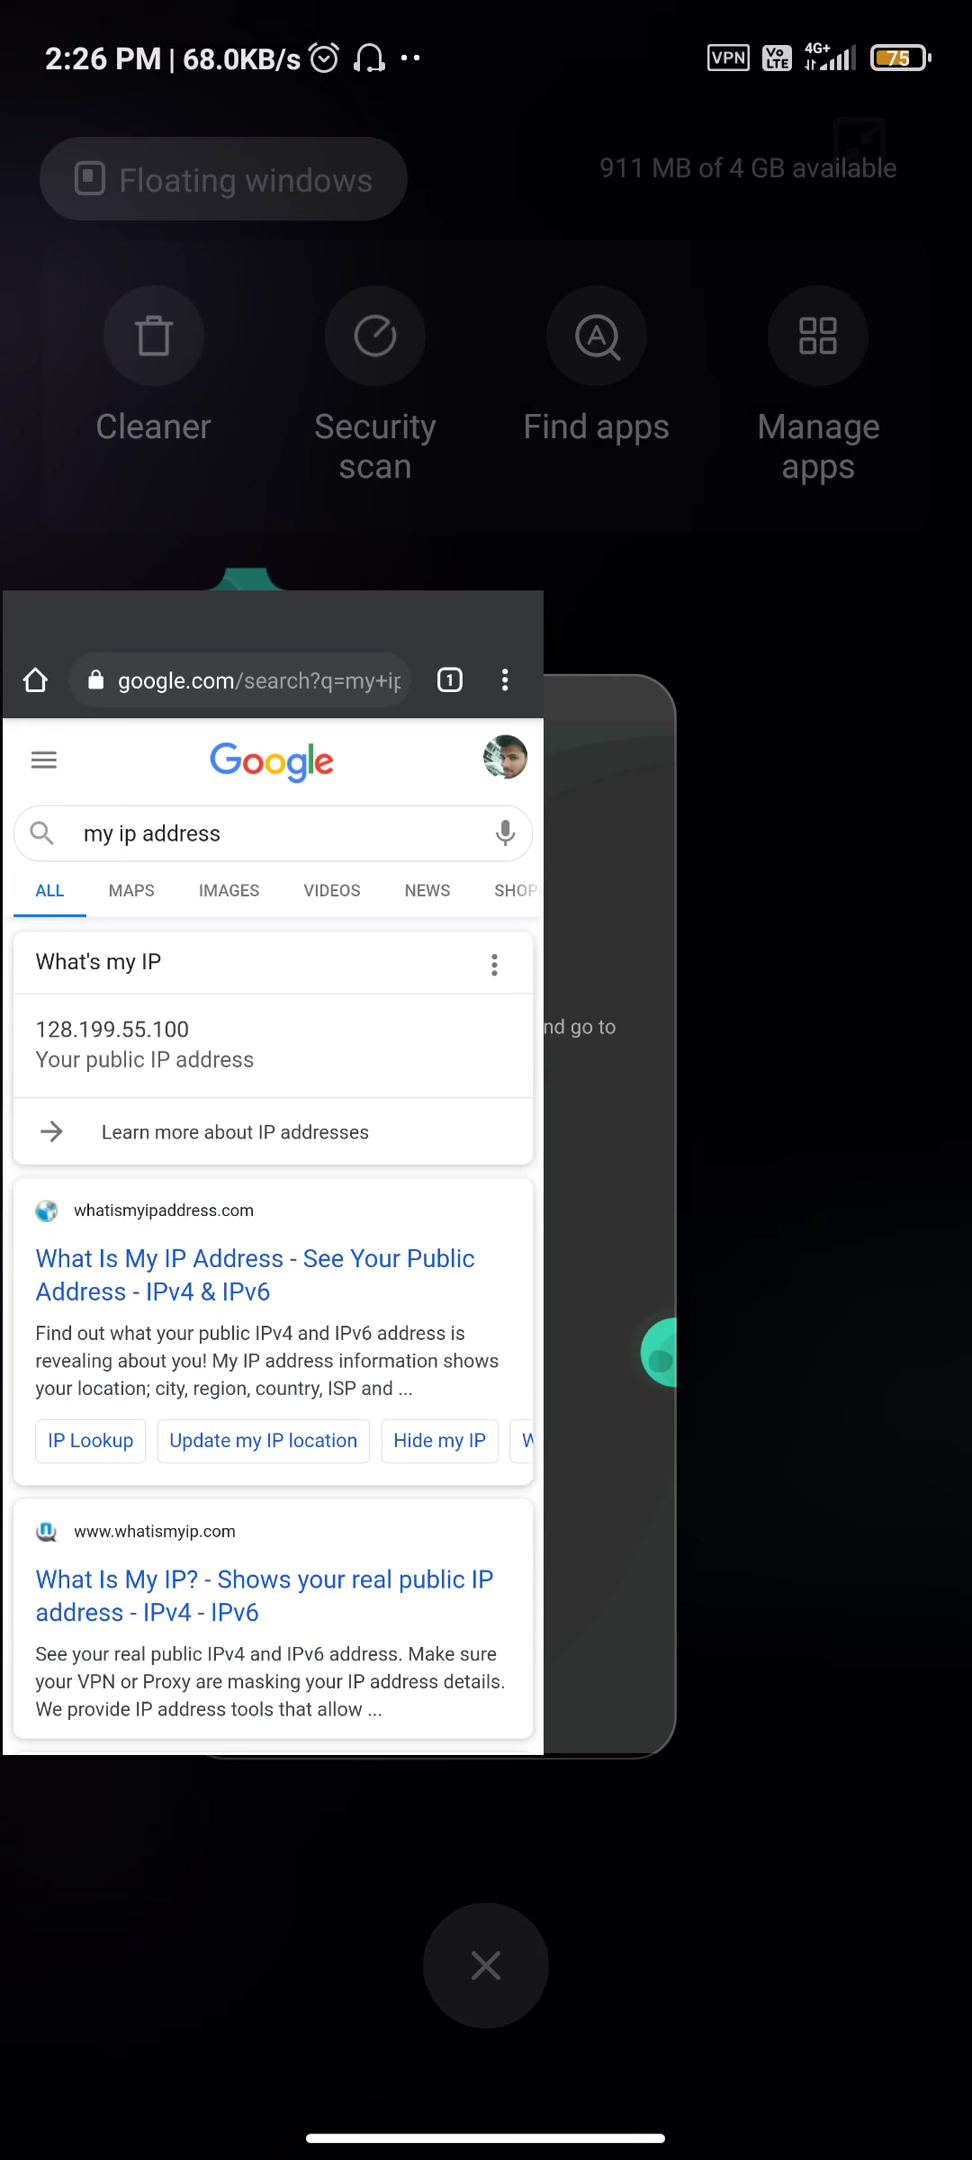 2:26 PM | 68.0KB/s
VPN
Vo LTE
4G+
75
Floating windows
911 MB of 4 GB available
Cleaner
Security scan
Find apps
Manage apps
google.com/search?q=my+ip
1
Google
my ip address
ALL MAPS IMAGES VIDEOS NEWS SHOP
What's my IP
128.199.55.100
Your public IP address
nd go to
Learn more about IP addresses
whatismyipaddress.com
What Is My IP Address - See Your Public
Address - IPv4 & IPv6
Find out what your public IPv4 and IPv6 address is
revealing about you! My IP address information shows
your location; city, region, country, ISP and ...
IP Lookup Update my IP location Hide my IP W
www.whatismyip.com
What Is My IP? - Shows your real public IP
address - IPv4 - IPv6
See your real public IPv4 and IPv6 address. Make sure
your VPN or Proxy are masking your IP address details.
We provide IP address tools that allow ...